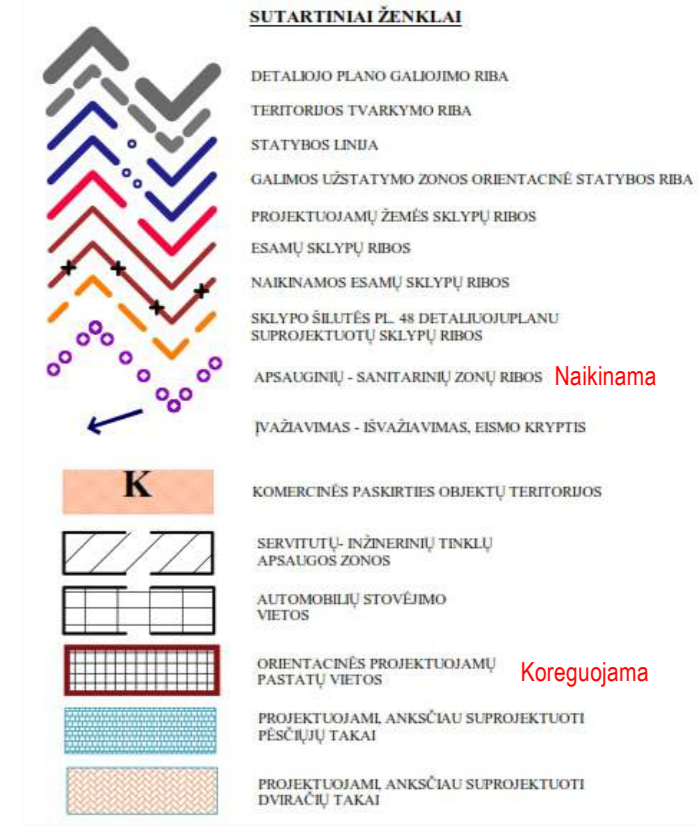 SUTARTINIAI ŽENKLAI
DETALIOJO PLANO GALIOJIMO RIBA
TERITORIJOS TVARKYMO RIBA
STATYBOS LINIJA
GALIMOS UŽSTATYMO ZONOS ORIENTACINĖ STATYBOS RIBA
PROJEKTUOJAMŲ ŽEMĖS SKLYPŲ RIBOS
ESAMŲ SKLYPŲ RIBOS
NAIKINAMOS ESAMŲ SKLYPŲ RIBOS
SKLYPO ŠILUTĖS PL. 48 DETALIUOJUPLANU
SUPROJEKTUOTŲ SKLYPŲ RIBOS
APSAUGINIŲ - SANITARINIŲ ZONŲ RIBOS Naikinama
ĮVAŽIAVIMAS - IŠVAŽIAVIMAS, EISMO KRYPTIS
K
KOMERCINĖS PASKIRTIES OBJEKTŲ TERITORIJOS
SERVITUTŲ- INŽINERINIŲ TINKLŲ
APSAUGOS ZONOS
AUTOMOBILIŲ STOVĖJIMO
VIETOS
ORIENTACINĖS PROJEKTUOJAMŲ
PASTATŲ VIETOS Koreguojama
PROJEKTUOJAMI, ANKSČIAU SUPROJEKTUOTI
PĖSČIŲJŲ TAKAI
PROJEKTUOJAMI, ANKSČIAU SUPROJEKTUOTI
DVIRAČIŲ TAKAI